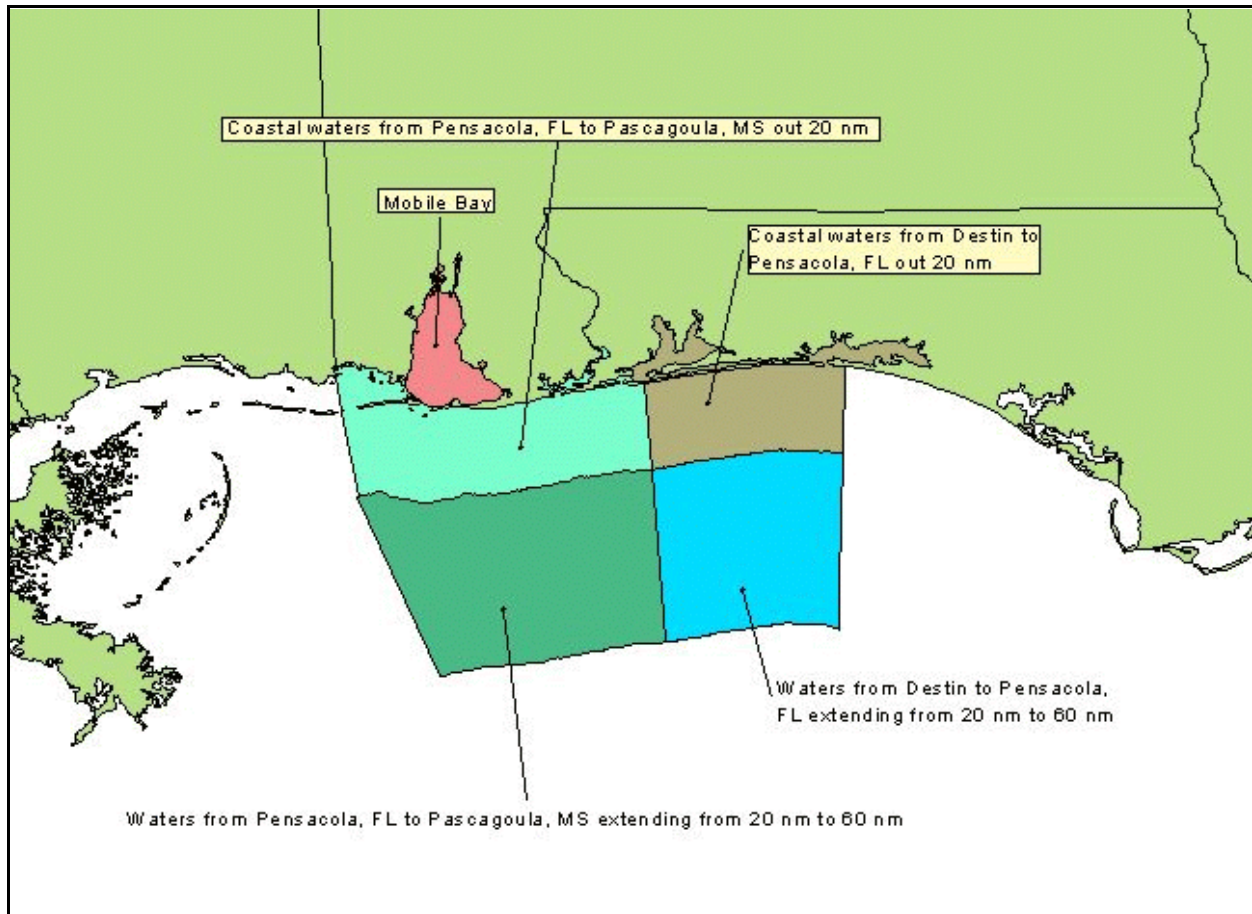 Coastal waters from Pensacola, FL to Pascagoula, MS out 20 nm
Mobile Bay
Coastal waters from Destin to
Pensacola, FL out 20 nm
Waters from Destin to Pensacola,
FL extending from 20 nm to 60 nm
Waters from Pensacola, FL to Pascagoula, MS extending from 20 nm to 60 nm